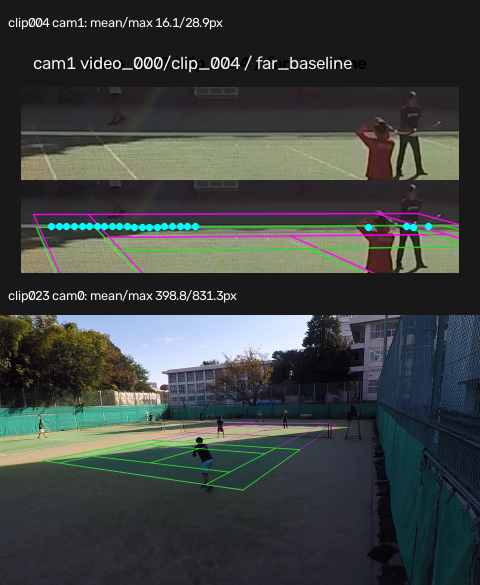 clip004 cam1: mean/max 16.1/28.9px
cam1 video_000/clip_004 / far_baseline
clip023 cam0: mean/max 398.8/831.3px